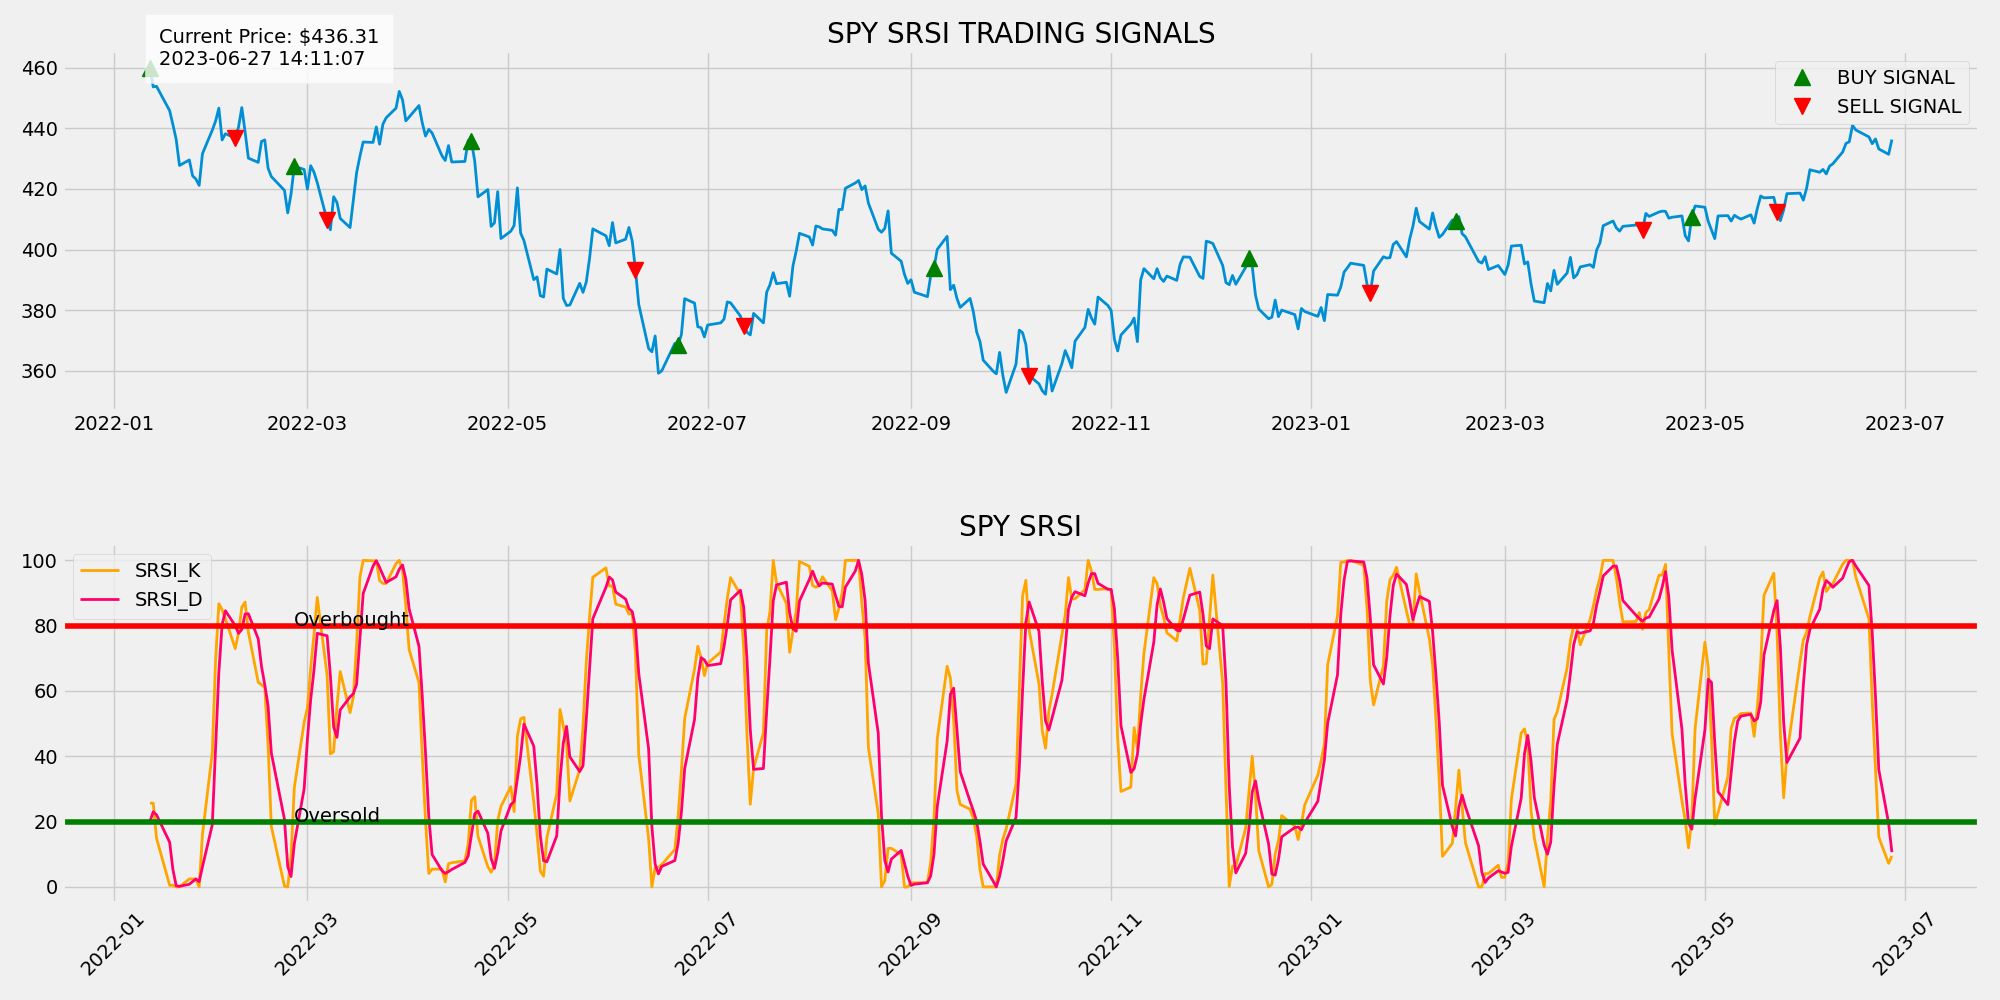 SPY SRSI TRADING SIGNALS
Current Price: $436.31
2023-06-27 14:11:07
BUY SIGNAL
SELL SIGNAL
460
440
420
400
380
360
2022-01 2022-03 2022-05 2022-07 2022-09 2022-11 2023-01 2023-03 2023-05 2023-07
SPY SRSI
SRSI_K
SRSI_D
100
80
60
40
20
0
Overbought
Oversold
2022-01 2022-03 2022-05 2022-07 2022-09 2022-11 2023-01 2023-03 2023-05 2023-07